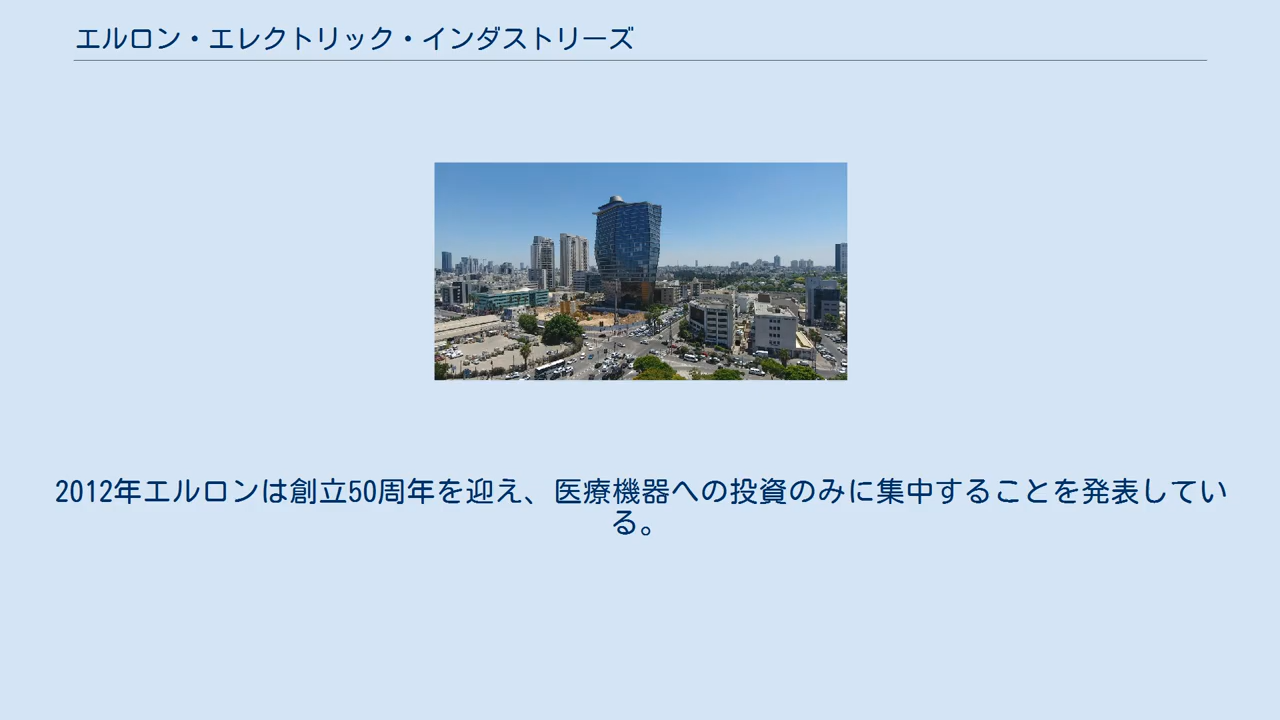 エルロン・エレクトリック・インダストリーズ
2012年エルロンは創立50周年を迎え、医療機器への投資のみに集中することを発表してい
る。